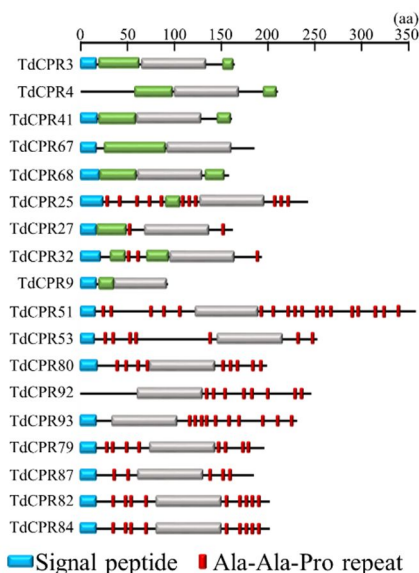 (aa)
0 50 100 150 200 250 300 350
TdCPR3
TdCPR4
TdCPR41
TdCPR67
TdCPR68
TdCPR25
TdCPR27
TdCPR32
TdCPR9
TdCPR51
TdCPR53
TdCPR80
TdCPR92
TdCPR93
TdCPR79
TdCPR87
TdCPR82
TdCPR84
Signal peptide Ala-Ala-Pro repeat